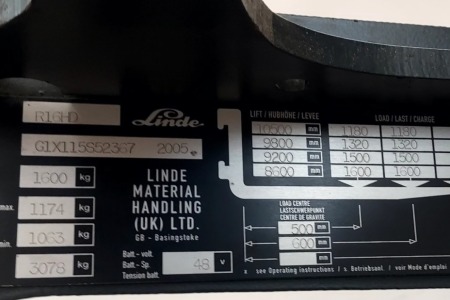 R16HD
Linde
G1X115S52367 2005
1600 kg
max. 1174 kg
min. 1063 kg
3078 kg
LINDE
MATERIAL
HANDLING
(UK) LTD.
GB - Basingstoke
Batt.- volt.
Batt.- Sp. 48 v
Tension batt.
LIFT / HUBHÖHE / LEVEE LOAD / LAST / CHARGE
10500 mm 1180 1180
9800 mm 1320 1320
9200 mm 1500 1500
8600 mm 1600 1600
LOAD CENTRE
LASTSCHWERPUNKT
CENTRE DE GRAVITE
500 mm
600 mm
mm
x see Operating instructions / s Betriebsanl. / voir Mode d'emploi